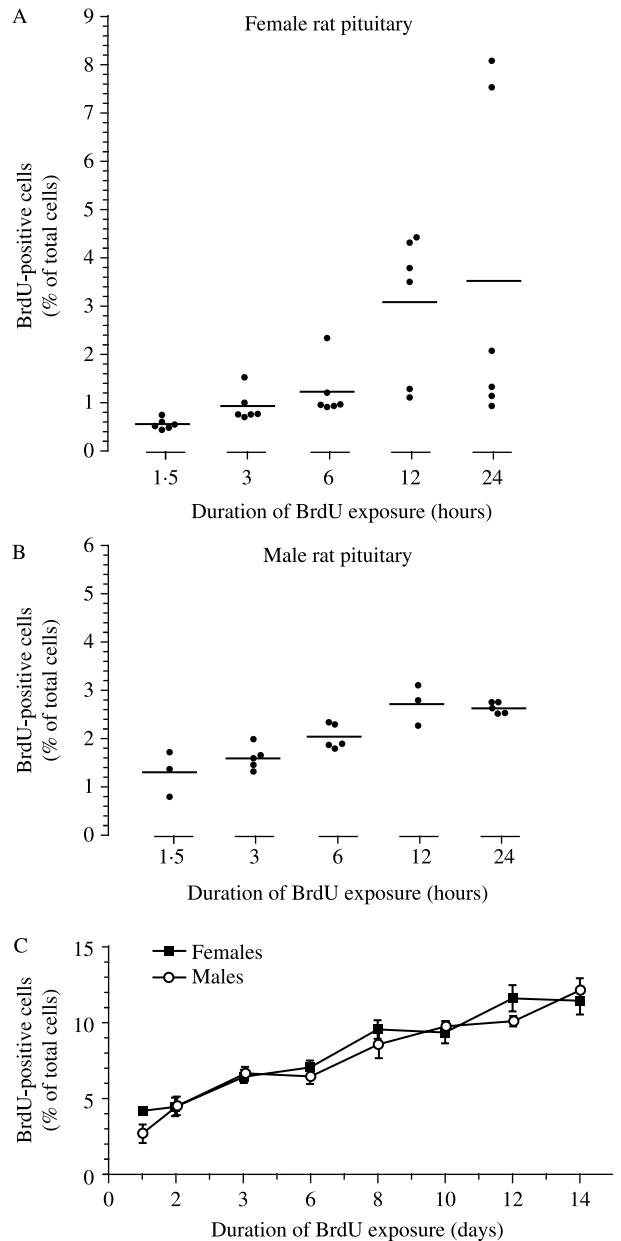 A
Female rat pituitary
9
8
7
6
5
4
3
2
1
0
BrdU-positive cells
(% of total cells)
1·5 3 6 12 24
Duration of BrdU exposure (hours)
B
Male rat pituitary
6
5
4
3
2
1
0
BrdU-positive cells
(% of total cells)
1·5 3 6 12 24
Duration of BrdU exposure (hours)
C
Females
Males
15
10
5
0
BrdU-positive cells
(% of total cells)
0 2 3 6 8 10 12 14
Duration of BrdU exposure (days)